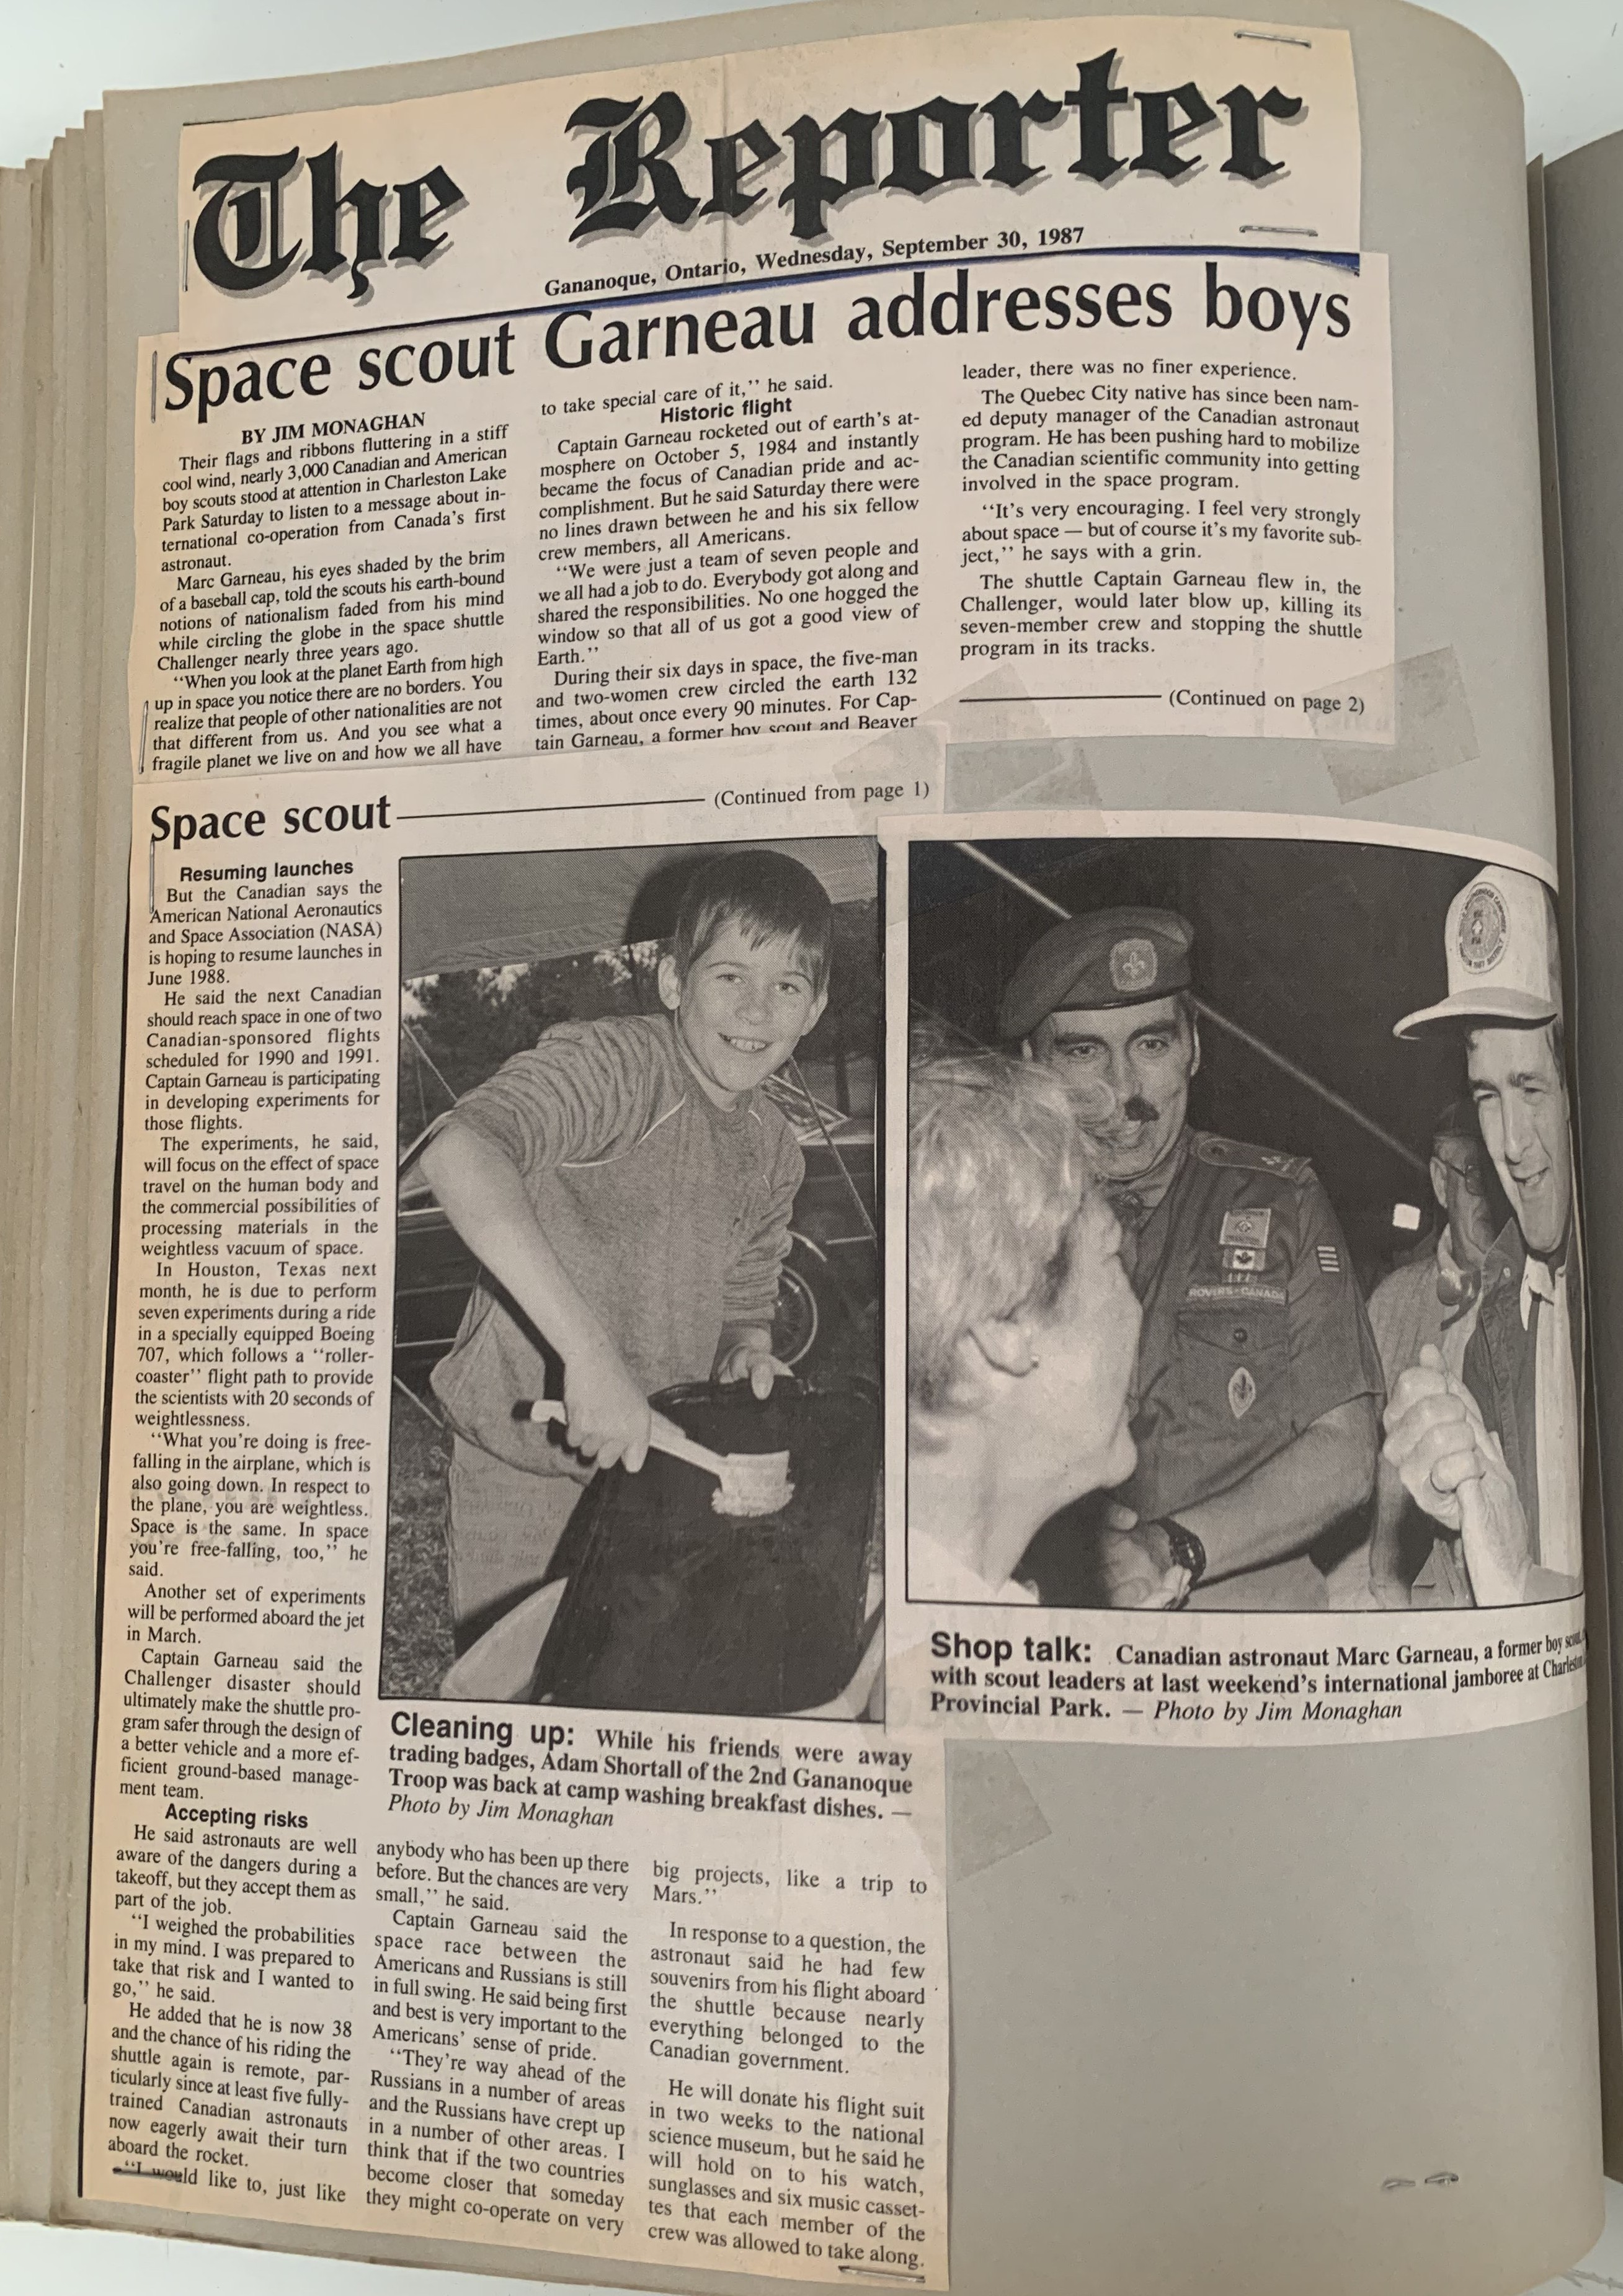 The Reporter
Gananoque, Ontario, Wednesday, September 30, 1987
Space scout Garneau addresses boys
BY JIM MONAGHAN
Their flags and ribbons fluttering in a stiff
cool wind, nearly 3,000 Canadian and American
boy scouts stood at attention in Charleston Lake
Park Saturday to listen to a message about in-
ternational co-operation from Canada's first
astronaut.
Marc Garneau, his eyes shaded by the brim
of a baseball cap, told the scouts his earth-bound
notions of nationalism faded from his mind
while circling the globe in the space shuttle
Challenger nearly three years ago.
"When you look at the planet Earth from high
up in space you notice there are no borders. You
realize that people of other nationalities are not
that different from us. And you see what a
fragile planet we live on and how we all have
to take special care of it," he said.
Historic flight
Captain Garneau rocketed out of earth's at-
mosphere on October 5, 1984 and instantly
became the focus of Canadian pride and ac-
complishment. But he said Saturday there were
no lines drawn between he and his six fellow
crew members, all Americans.
"We were just a team of seven people and
we all had a job to do. Everybody got along and
shared the responsibilities. No one hogged the
window so that all of us got a good view of
Earth."
During their six days in space, the five-man
and two-women crew circled the earth 132
times, about once every 90 minutes. For Cap-
tain Garneau, a former boy scout and Beaver
leader, there was no finer experience.
The Quebec City native has since been nam-
ed deputy manager of the Canadian astronaut
program. He has been pushing hard to mobilize
the Canadian scientific community into getting
involved in the space program.
"It's very encouraging. I feel very strongly
about space — but of course it's my favorite sub-
ject," he says with a grin.
The shuttle Captain Garneau flew in, the
Challenger, would later blow up, killing its
seven-member crew and stopping the shuttle
program in its tracks.
(Continued on page 2)
Space scout
(Continued from page 1)
Resuming launches
But the Canadian says the
American National Aeronautics
and Space Association (NASA)
is hoping to resume launches in
June 1988.
He said the next Canadian
should reach space in one of two
Canadian-sponsored flights
scheduled for 1990 and 1991.
Captain Garneau is participating
in developing experiments for
those flights.
The experiments, he said,
will focus on the effect of space
travel on the human body and
the commercial possibilities of
processing materials in the
weightless vacuum of space.
In Houston, Texas next
month, he is due to perform
seven experiments during a ride
in a specially equipped Boeing
707, which follows a "roller-
coaster" flight path to provide
the scientists with 20 seconds of
weightlessness.
"What you're doing is free-
falling in the airplane, which is
also going down. In respect to
the plane, you are weightless.
Space is the same. In space
you're free-falling, too," he
said.
Another set of experiments
will be performed aboard the jet
in March.
Captain Garneau said the
Challenger disaster should
ultimately make the shuttle pro-
gram safer through the design of
a better vehicle and a more ef-
ficient ground-based manage-
ment team.
Accepting risks
He said astronauts are well
aware of the dangers during a
takeoff, but they accept them as
part of the job.
"I weighed the probabilities
in my mind. I was prepared to
take that risk and I wanted to
go," he said.
He added that he is now 38
and the chance of his riding the
shuttle again is remote, par-
ticularly since at least five fully-
trained Canadian astronauts
now eagerly await their turn
aboard the rocket.
"I would like to, just like
anybody who has been up there
before. But the chances are very
small," he said.
Captain Garneau said the
space race between the
Americans and Russians is still
in full swing. He said being first
and best is very important to the
Americans' sense of pride.
"They're way ahead of the
Russians in a number of areas
and the Russians have crept up
in a number of other areas. I
think that if the two countries
become closer that someday
they might co-operate on very
big projects, like a trip to
Mars."
In response to a question, the
astronaut said he had few
souvenirs from his flight aboard
the shuttle because nearly
everything belonged to the
Canadian government.
He will donate his flight suit
in two weeks to the national
science museum, but he said he
will hold on to his watch,
sunglasses and six music casset-
tes that each member of the
crew was allowed to take along.
Cleaning up: While his friends were away
trading badges, Adam Shortall of the 2nd Gananoque
Troop was back at camp washing breakfast dishes. —
Photo by Jim Monaghan
ROVERS-CANADA
Shop talk: Canadian astronaut Marc Garneau, a former boy scout,
with scout leaders at last weekend's international jamboree at Charleston
Provincial Park. — Photo by Jim Monaghan